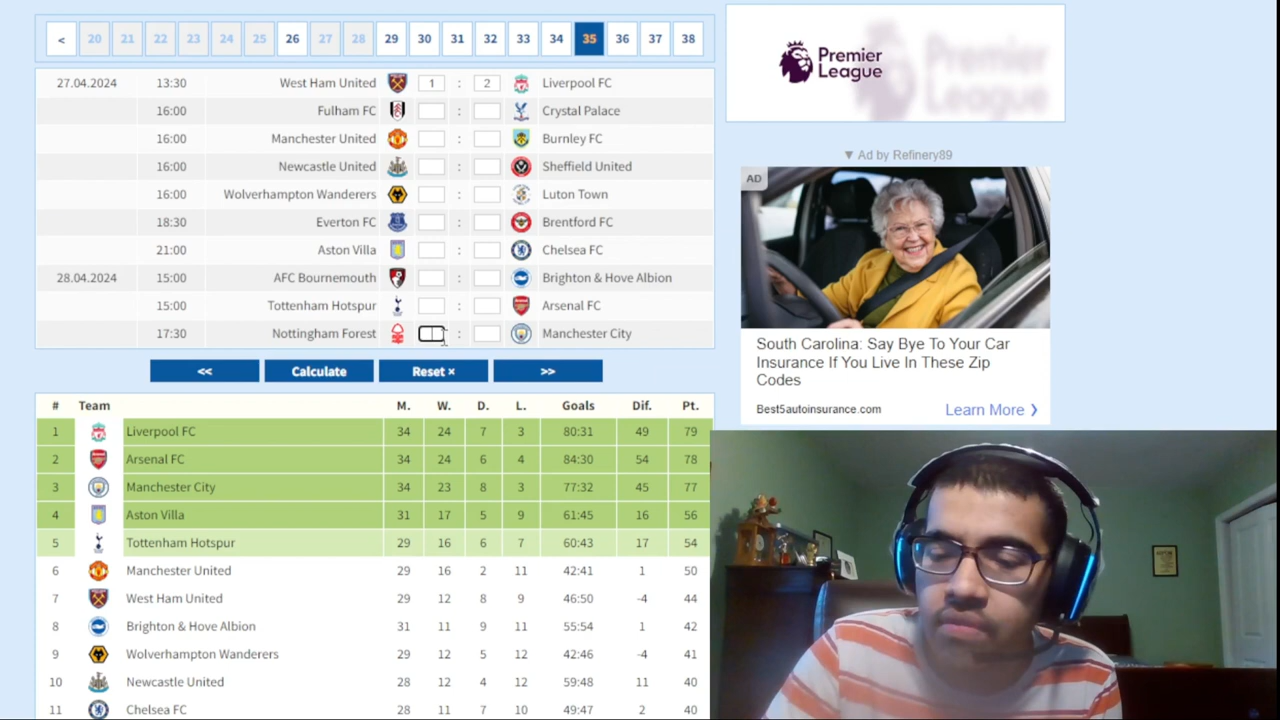 < 20 21 22 23 24 25 26 27 28 29 30 31 32 33 34 35 36 37 38
27.04.2024 13:30 West Ham United 1 : 2 Liverpool FC
16:00 Fulham FC : Crystal Palace
16:00 Manchester United : Burnley FC
16:00 Newcastle United : Sheffield United
16:00 Wolverhampton Wanderers : Luton Town
18:30 Everton FC : Brentford FC
21:00 Aston Villa : Chelsea FC
28.04.2024 15:00 AFC Bournemouth : Brighton & Hove Albion
15:00 Tottenham Hotspur : Arsenal FC
17:30 Nottingham Forest : Manchester City
<< Calculate Reset × >>
# Team M. W. D. L. Goals Dif. Pt.
1 Liverpool FC 34 24 7 3 80:31 49 79
2 Arsenal FC 34 24 6 4 84:30 54 78
3 Manchester City 34 23 8 3 77:32 45 77
4 Aston Villa 31 17 5 9 61:45 16 56
5 Tottenham Hotspur 29 16 6 7 60:43 17 54
6 Manchester United 29 16 2 11 42:41 1 50
7 West Ham United 29 12 8 9 46:50 -4 44
8 Brighton & Hove Albion 31 11 9 11 55:54 1 42
9 Wolverhampton Wanderers 29 12 5 12 42:46 -4 41
10 Newcastle United 28 12 4 12 59:48 11 40
11 Chelsea FC 28 11 7 10 49:47 2 40
Premier
League
▼ Ad by Refinery89
AD
South Carolina: Say Bye To Your Car
Insurance If You Live In These Zip
Codes
Best5autoinsurance.com Learn More ❯